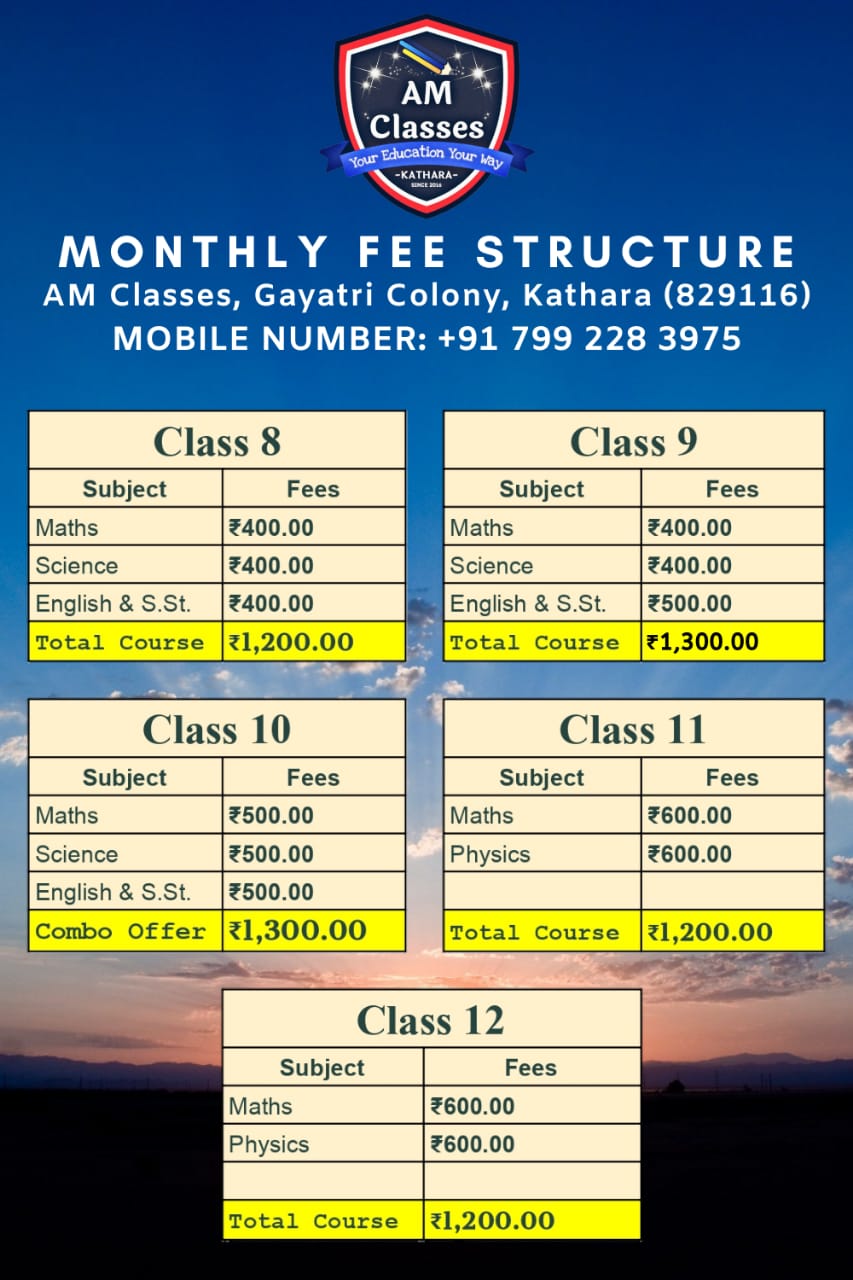 AM
Classes
Your Education Your Way
-KATHARA-
SINCE 2016
MONTHLY FEE STRUCTURE
AM Classes, Gayatri Colony, Kathara (829116)
MOBILE NUMBER: +91 799 228 3975
Class 8
Subject Fees
Maths ₹400.00
Science ₹400.00
English & S.St. ₹400.00
Total Course ₹1,200.00
Class 9
Subject Fees
Maths ₹400.00
Science ₹400.00
English & S.St. ₹500.00
Total Course ₹1,300.00
Class 10
Subject Fees
Maths ₹500.00
Science ₹500.00
English & S.St. ₹500.00
Combo Offer ₹1,300.00
Class 11
Subject Fees
Maths ₹600.00
Physics ₹600.00
Total Course ₹1,200.00
Class 12
Subject Fees
Maths ₹600.00
Physics ₹600.00
Total Course ₹1,200.00